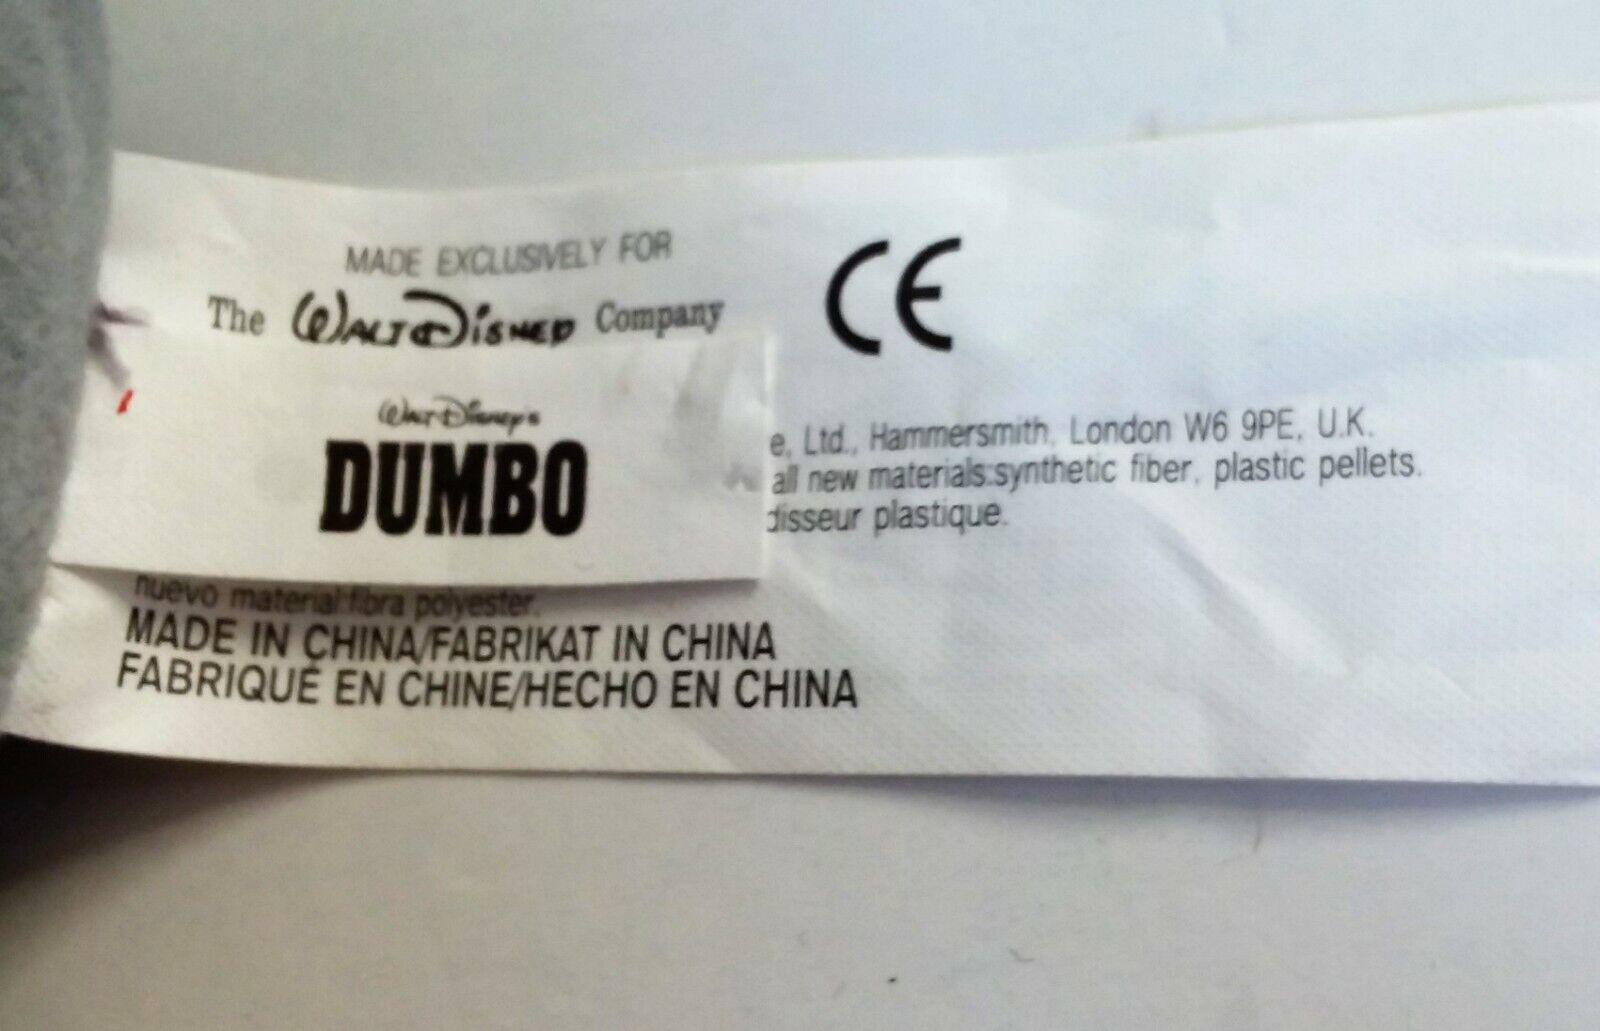 MADE EXCLUSIVELY FOR
The WALT DISNEY Company
CE
Walt Disney's
DUMBO
e, Ltd., Hammersmith, London W6 9PE, U.K.
all new materials:synthetic fiber, plastic pellets.
disseur plastique.
nuevo material:fibra polyester.
MADE IN CHINA/FABRIKAT IN CHINA
FABRIQUÉ EN CHINE/HECHO EN CHINA